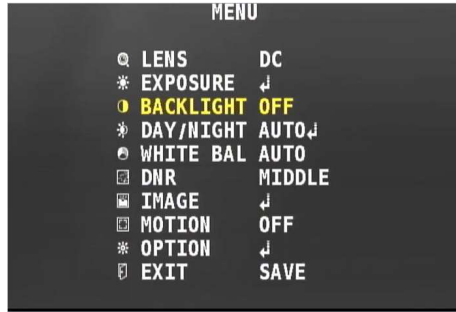 MENU
LENS DC
EXPOSURE ↲
BACKLIGHT OFF
DAY/NIGHT AUTO↲
WHITE BAL AUTO
DNR MIDDLE
IMAGE ↲
MOTION OFF
OPTION ↲
EXIT SAVE